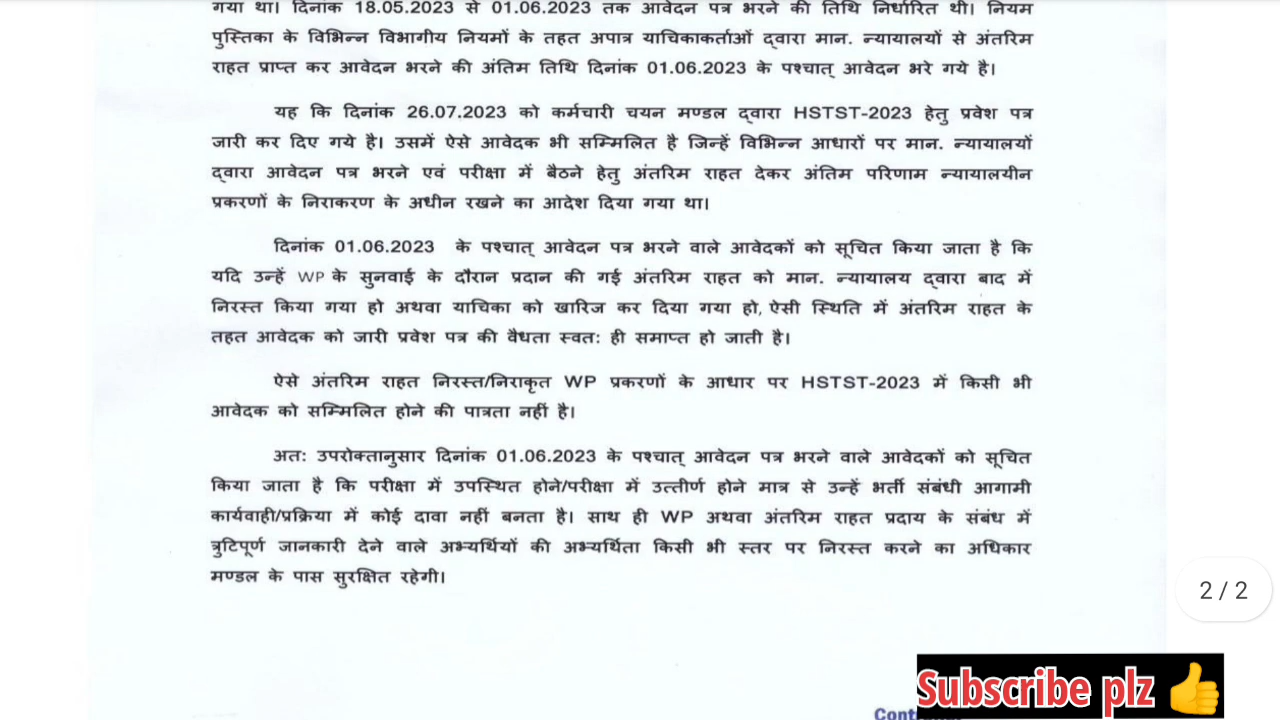 गया था। दिनांक 18.05.2023 से 01.06.2023 तक आवेदन पत्र भरने की तिथि निर्धारित थी। नियम
पुस्तिका के विभिन्न विभागीय नियमों के तहत अपात्र याचिकाकर्ताओं द्वारा मान. न्यायालयों से अंतरिम
राहत प्राप्त कर आवेदन भरने की अंतिम तिथि दिनांक 01.06.2023 के पश्चात् आवेदन भरे गये है।
यह कि दिनांक 26.07.2023 को कर्मचारी चयन मण्डल द्वारा HSTST-2023 हेतु प्रवेश पत्र
जारी कर दिए गये है। उसमें ऐसे आवेदक भी सम्मिलित है जिन्हें विभिन्न आधारों पर मान. न्यायालयों
द्वारा आवेदन पत्र भरने एवं परीक्षा में बैठने हेतु अंतरिम राहत देकर अंतिम परिणाम न्यायालयीन
प्रकरणों के निराकरण के अधीन रखने का आदेश दिया गया था।
दिनांक 01.06.2023 के पश्चात् आवेदन पत्र भरने वाले आवेदकों को सूचित किया जाता है कि
यदि उन्हें WP के सुनवाई के दौरान प्रदान की गई अंतरिम राहत को मान. न्यायालय द्वारा बाद में
निरस्त किया गया हो अथवा याचिका को खारिज कर दिया गया हो, ऐसी स्थिति में अंतरिम राहत के
तहत आवेदक को जारी प्रवेश पत्र की वैधता स्वतः ही समाप्त हो जाती है।
ऐसे अंतरिम राहत निरस्त/निराकृत WP प्रकरणों के आधार पर HSTST-2023 में किसी भी
आवेदक को सम्मिलित होने की पात्रता नहीं है।
अतः उपरोक्तानुसार दिनांक 01.06.2023 के पश्चात् आवेदन पत्र भरने वाले आवेदकों को सूचित
किया जाता है कि परीक्षा में उपस्थित होने/परीक्षा में उत्तीर्ण होने मात्र से उन्हें भर्ती संबंधी आगामी
कार्यवाही/प्रक्रिया में कोई दावा नहीं बनता है। साथ ही WP अथवा अंतरिम राहत प्रदाय के संबंध में
त्रुटिपूर्ण जानकारी देने वाले अभ्यर्थियों की अभ्यर्थिता किसी भी स्तर पर निरस्त करने का अधिकार
मण्डल के पास सुरक्षित रहेगी।
2 / 2
Subscribe plz